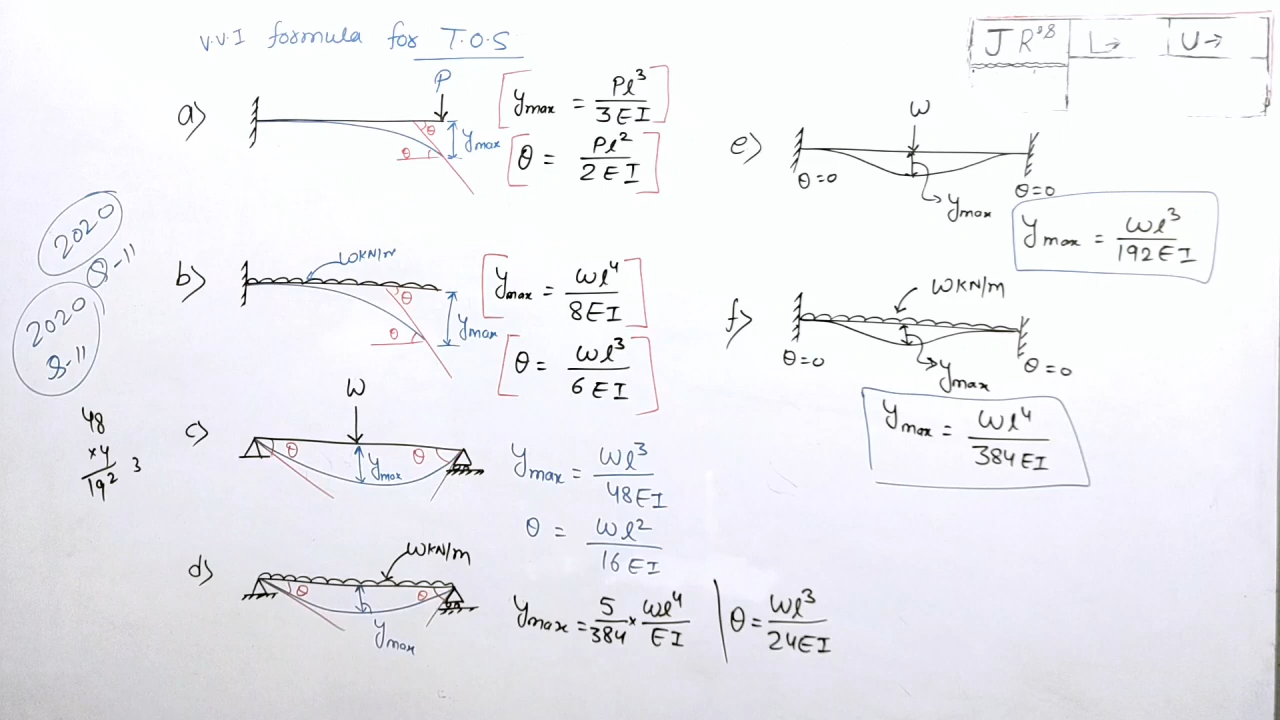 V.V.I formula for T.O.S
JR's L→ U→
a)
P
θ
θ
ymax
ymax = Pl³/3EI
θ = Pl²/2EI
b)
wKN/m
θ
θ
ymax
ymax = wl⁴/8EI
θ = wl³/6EI
c)
W
θ
θ
ymax
ymax = Wl³/48EI
θ = Wl²/16EI
d)
wKN/m
θ
θ
ymax
ymax = 5/384 × wl⁴/EI
θ = Wl³/24EI
e)
W
θ=0
θ=0
ymax
ymax = Wl³/192EI
f)
wKN/m
θ=0
θ=0
ymax
ymax = Wl⁴/384EI
2020
Q-11
2020
48
×4
192
3